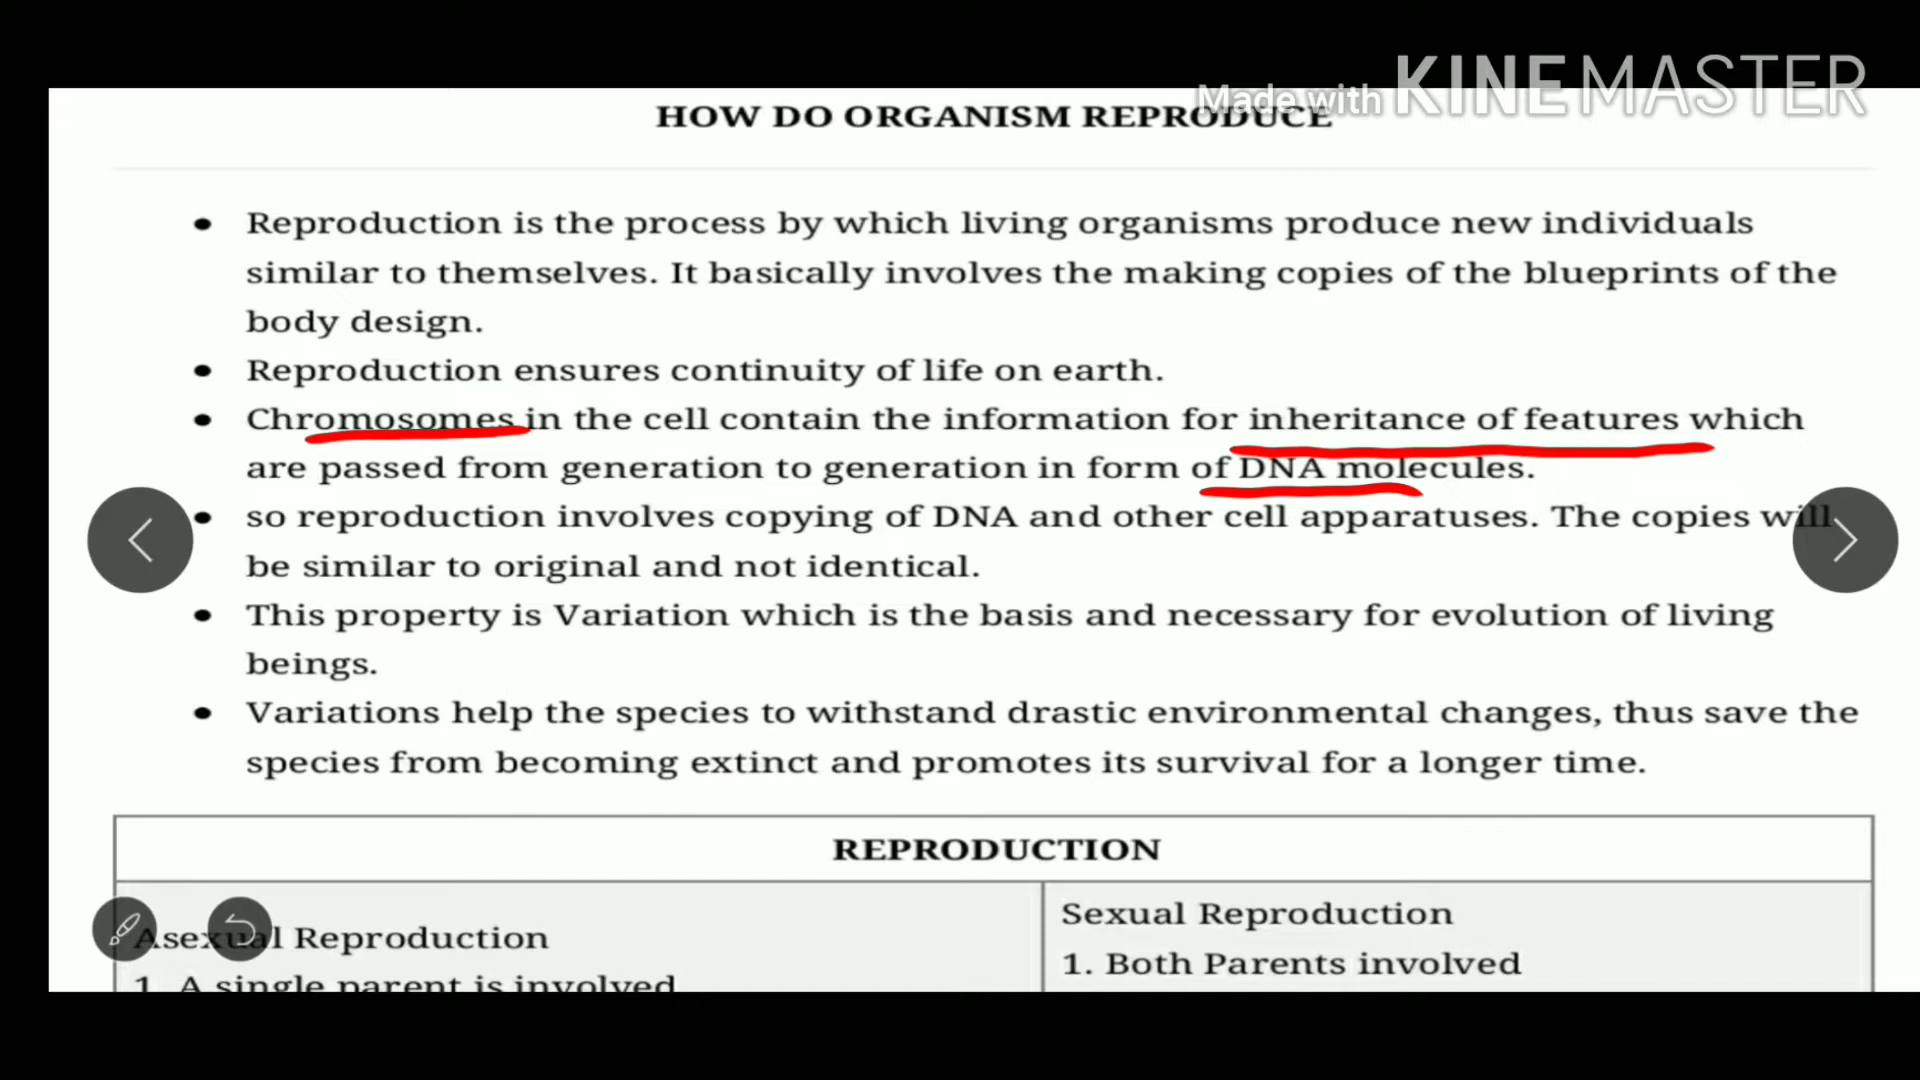 Made with KINEMASTER
HOW DO ORGANISM REPRODUCE
● Reproduction is the process by which living organisms produce new individuals
similar to themselves. It basically involves the making copies of the blueprints of the
body design.
● Reproduction ensures continuity of life on earth.
● Chromosomes in the cell contain the information for inheritance of features which
are passed from generation to generation in form of DNA molecules.
● so reproduction involves copying of DNA and other cell apparatuses. The copies will
be similar to original and not identical.
● This property is Variation which is the basis and necessary for evolution of living
beings.
● Variations help the species to withstand drastic environmental changes, thus save the
species from becoming extinct and promotes its survival for a longer time.
REPRODUCTION
Asexual Reproduction
1. A single parent is involved
Sexual Reproduction
1. Both Parents involved